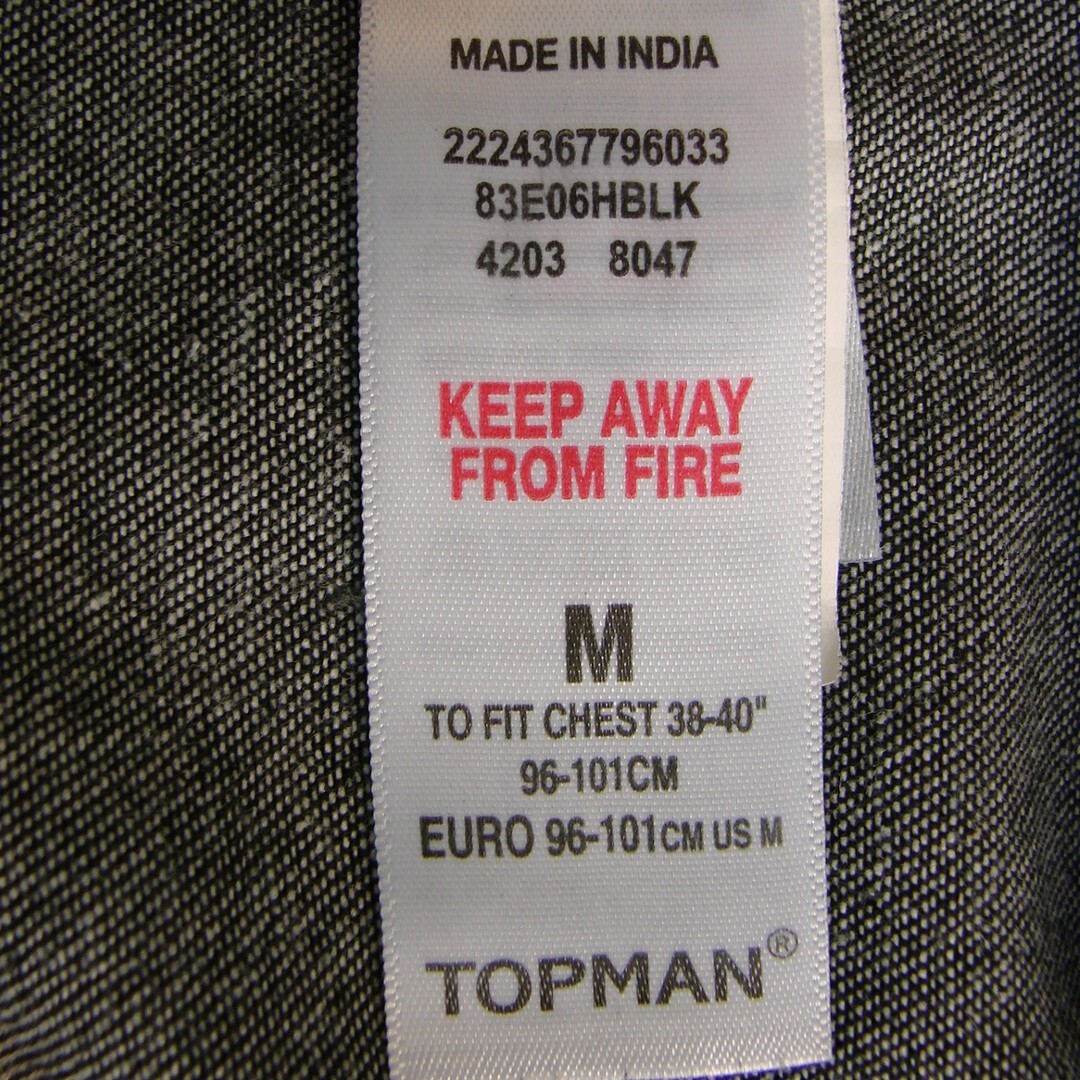 MADE IN INDIA
2224367796033
83E06HBLK
4203 8047
KEEP AWAY
FROM FIRE
M
TO FIT CHEST 38-40"
96-101CM
EURO 96-101CM US M
TOPMAN®